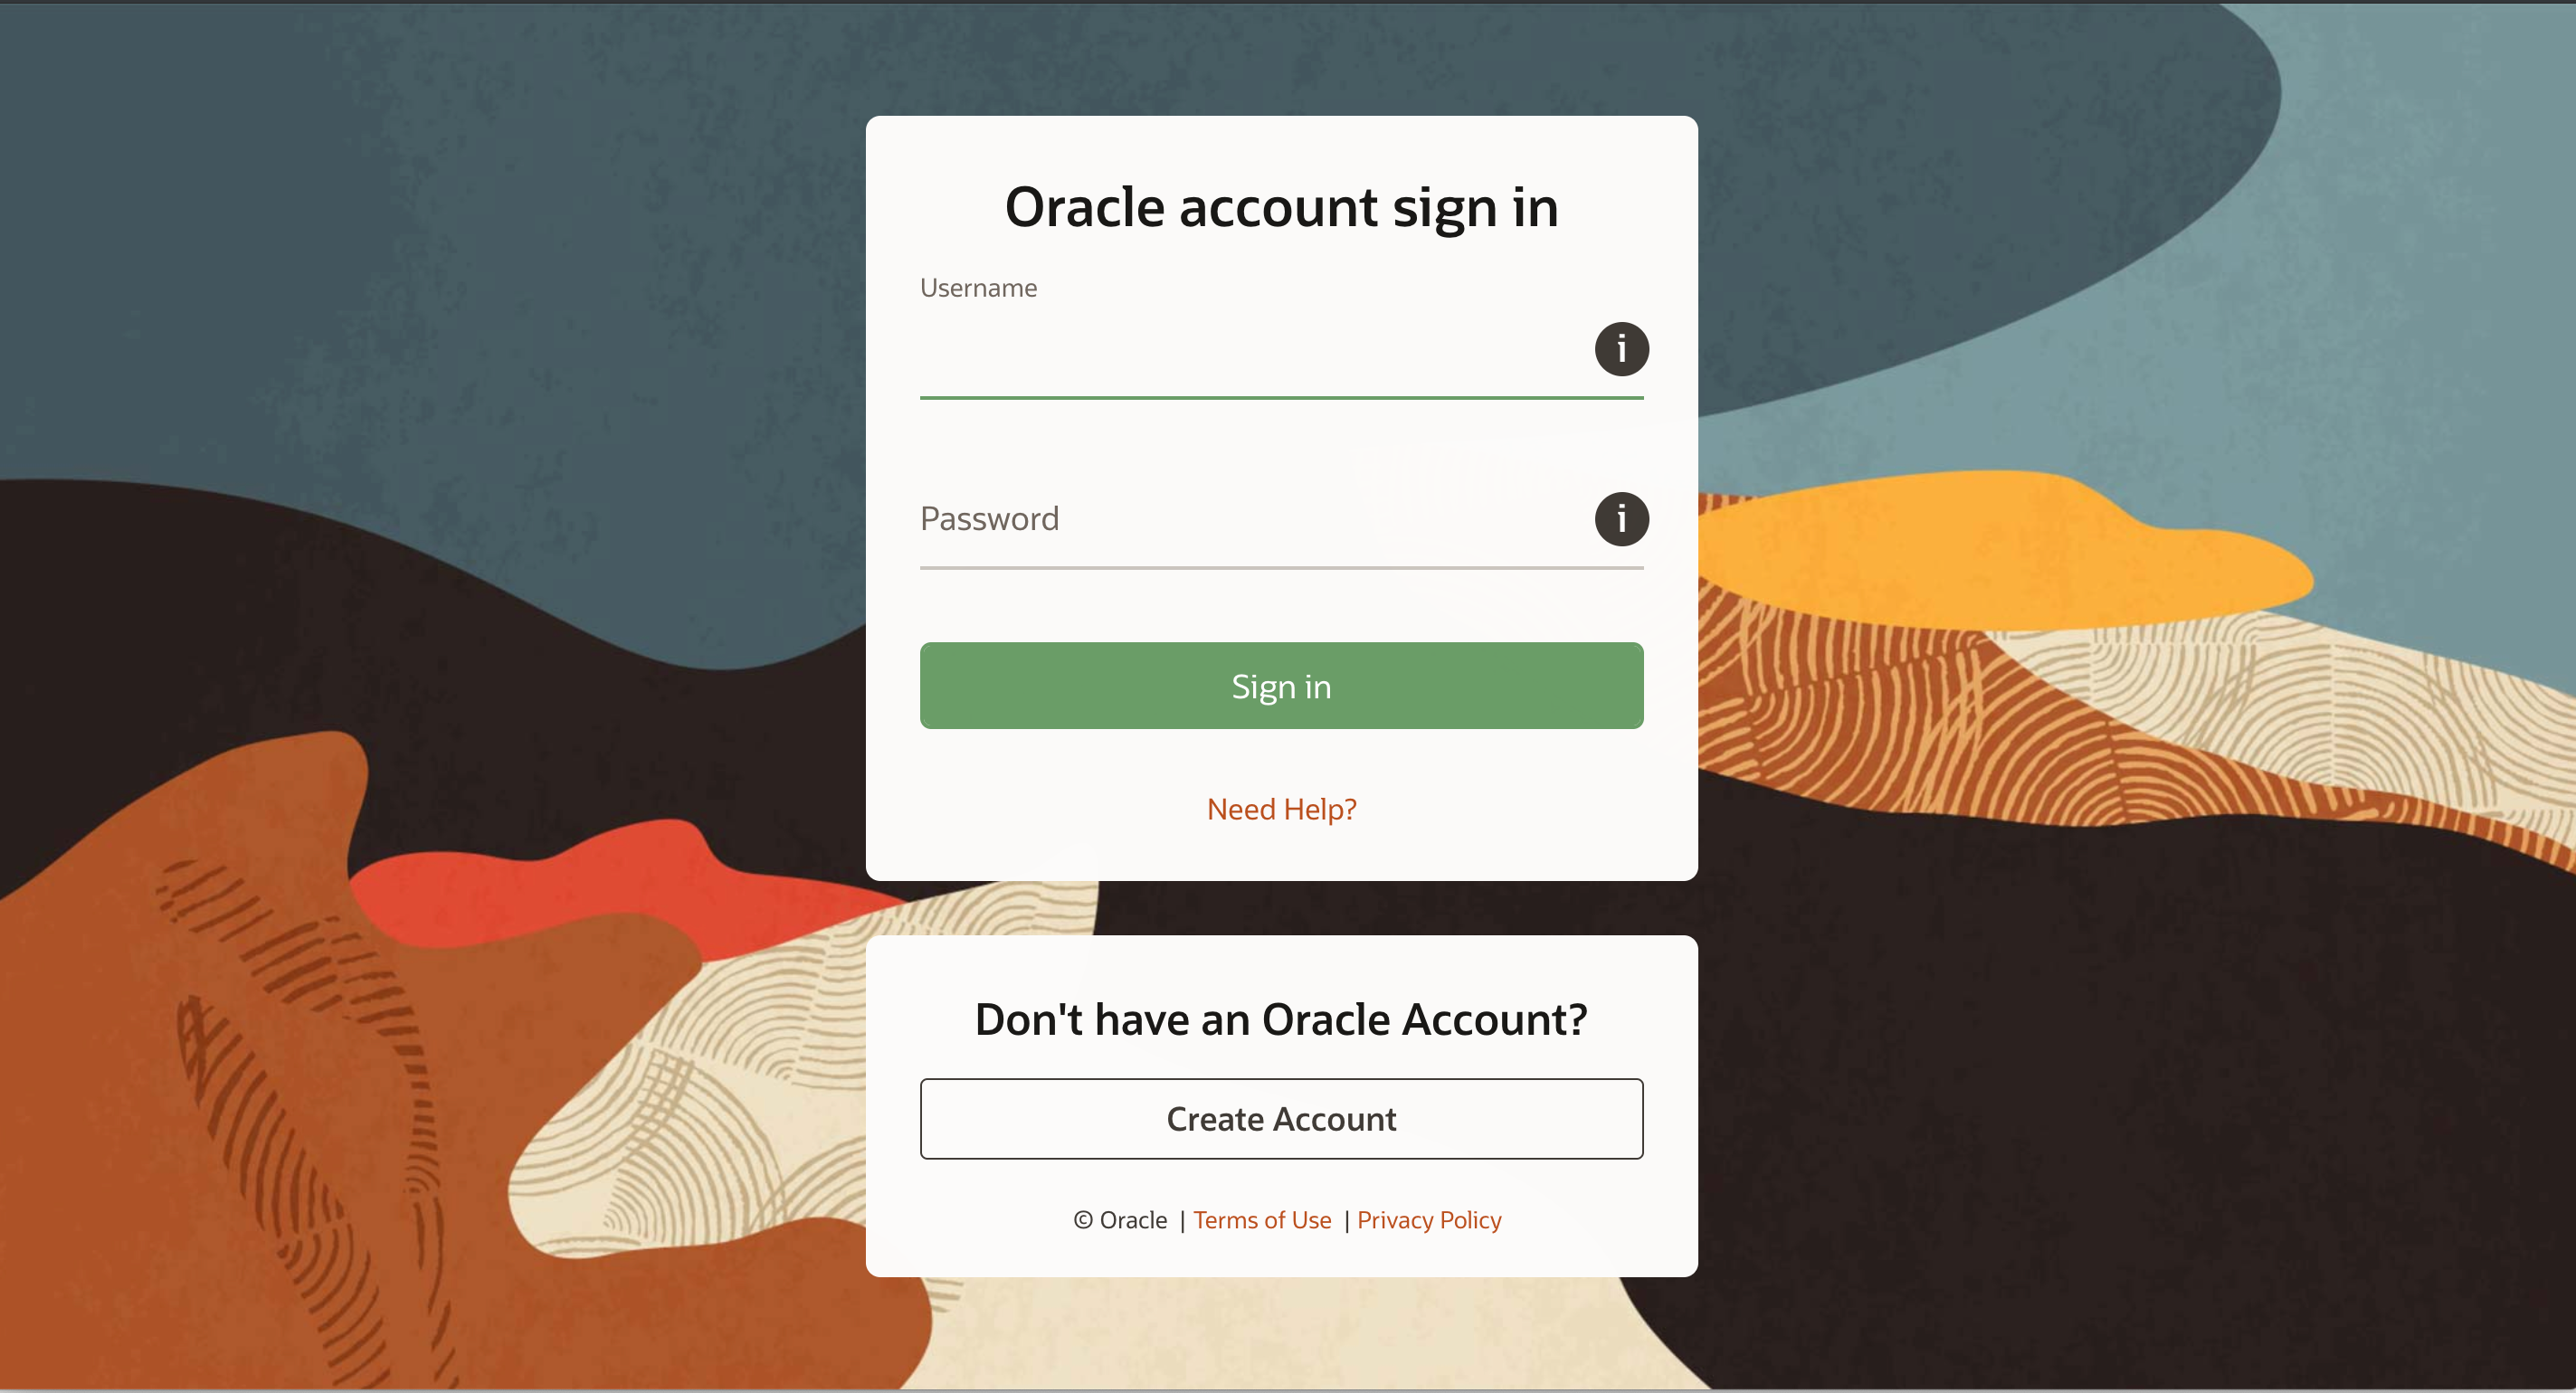 Oracle account sign in
Username
i
Password
i
Sign in
Need Help?
Don't have an Oracle Account?
Create Account
© Oracle | Terms of Use | Privacy Policy